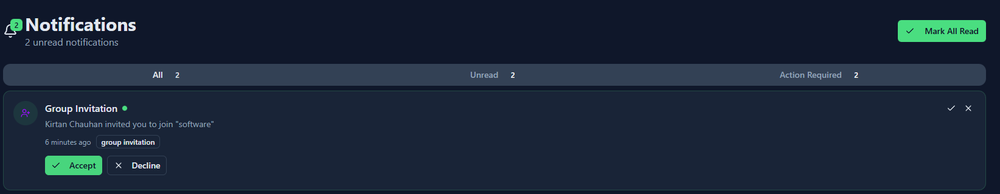 2
Notifications
2 unread notifications
Mark All Read
All 2
Unread 2
Action Required 2
Group Invitation
Kirtan Chauhan invited you to join "software"
6 minutes ago group invitation
Accept Decline